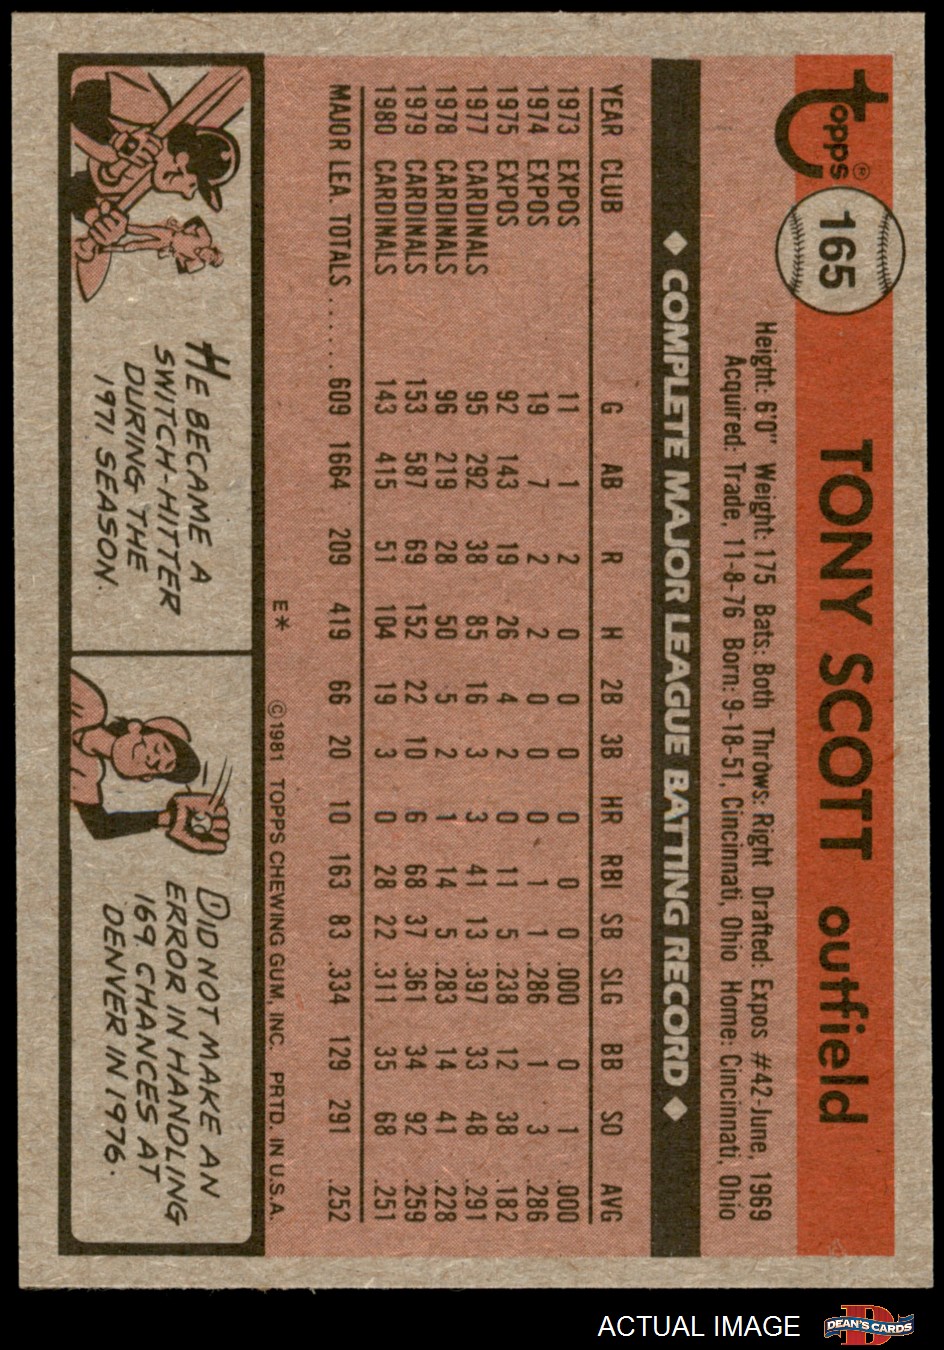 Topps®
165
TONY SCOTT outfield
Height: 6'0" Weight: 175 Bats: Both Throws: Right Drafted: Expos #42-June, 1969
Acquired: Trade, 11-8-76 Born: 9-18-51, Cincinnati, Ohio Home: Cincinnati, Ohio
◆ COMPLETE MAJOR LEAGUE BATTING RECORD ◆
YEAR CLUB G AB R H 2B 3B HR RBI SB SLG BB SO AVG
1973 EXPOS 11 1 2 0 0 0 0 0 0 .000 0 1 .000
1974 EXPOS 19 7 2 2 0 0 0 1 1 .286 1 3 .286
1975 EXPOS 92 143 19 26 4 2 0 11 5 .238 12 38 .182
1977 CARDINALS 95 292 38 85 16 3 3 41 13 .397 33 48 .291
1978 CARDINALS 96 219 28 50 5 2 1 14 5 .283 14 41 .228
1979 CARDINALS 153 587 69 152 22 10 6 68 37 .361 34 92 .259
1980 CARDINALS 143 415 51 104 19 3 0 28 22 .311 35 68 .251
MAJOR LEA. TOTALS ...... 609 1664 209 419 66 20 10 163 83 .334 129 291 .252
E* ©1981 TOPPS CHEWING GUM, INC. PRTD. IN U.S.A.
HE BECAME A
SWITCH-HITTER
DURING THE
1971 SEASON.
DID NOT MAKE AN
ERROR IN HANDLING
169 CHANCES AT
DENVER IN 1976.
ACTUAL IMAGE
DEAN'S CARDS